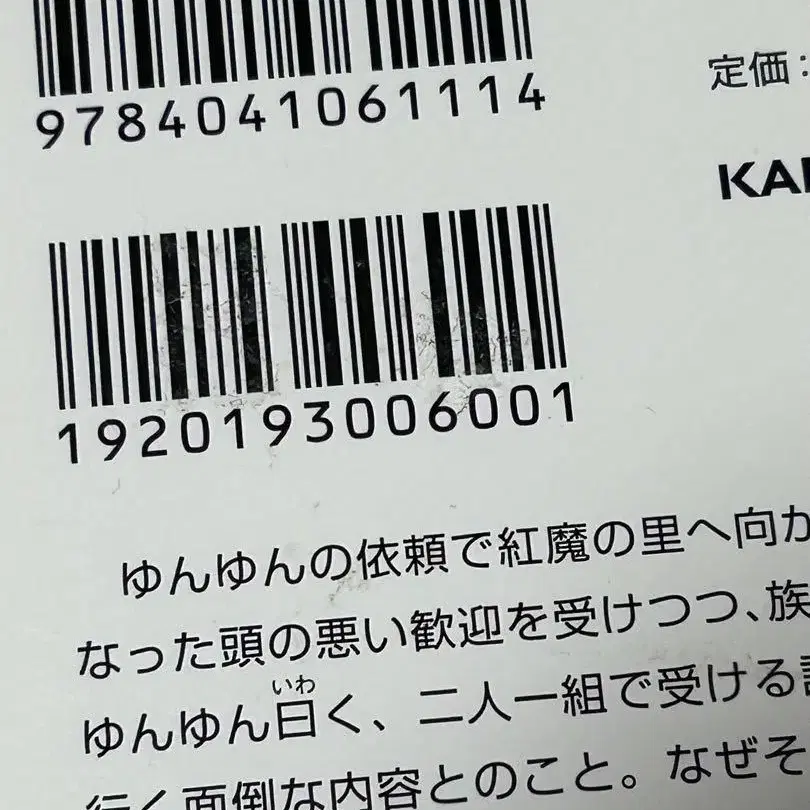 9784041061114
定価:
KA
1920193006001
ゆんゆんの依頼で紅魔の里へ向か
なった頭の悪い歓迎を受けつつ、族
いわ
ゆんゆん曰く、二人一組で受ける
行く面倒な内容とのこと。なぜそ